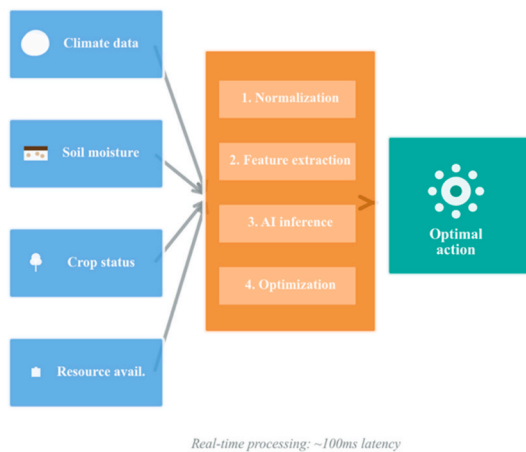 Climate data
Soil moisture
Crop status
Resource avail.
1. Normalization
2. Feature extraction
3. AI inference
4. Optimization
Optimal
action
Real-time processing: ~100ms latency